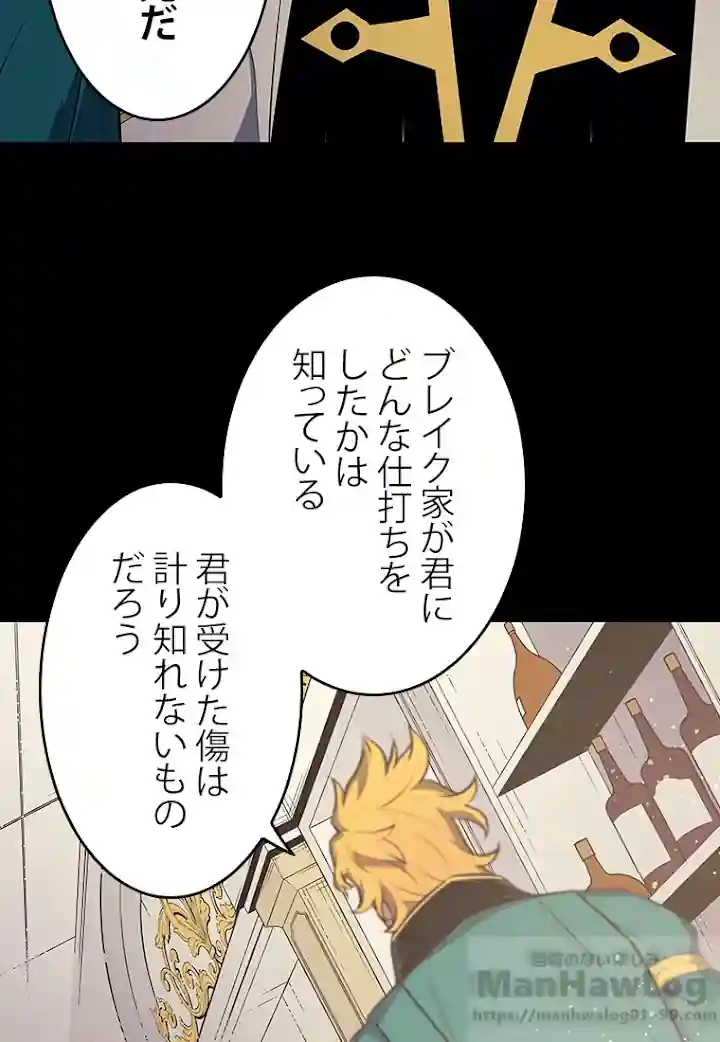 だ
ブレイク家が君に
どんな仕打ちを
したかは
知っている
君が受けた傷は
計り知れないもの
だろう
ManHawtog